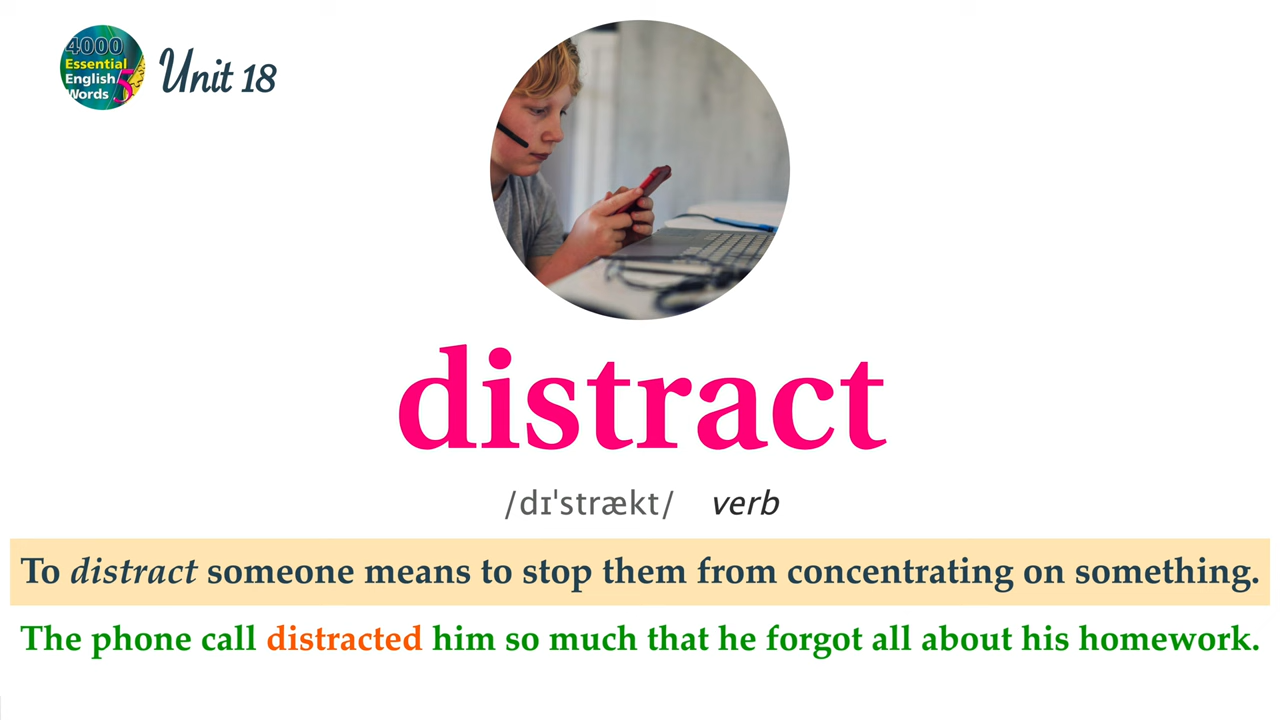 4000
Essential
English
Words 5
Unit 18
distract
/dɪˈstrækt/ verb
To distract someone means to stop them from concentrating on something.
The phone call distracted him so much that he forgot all about his homework.